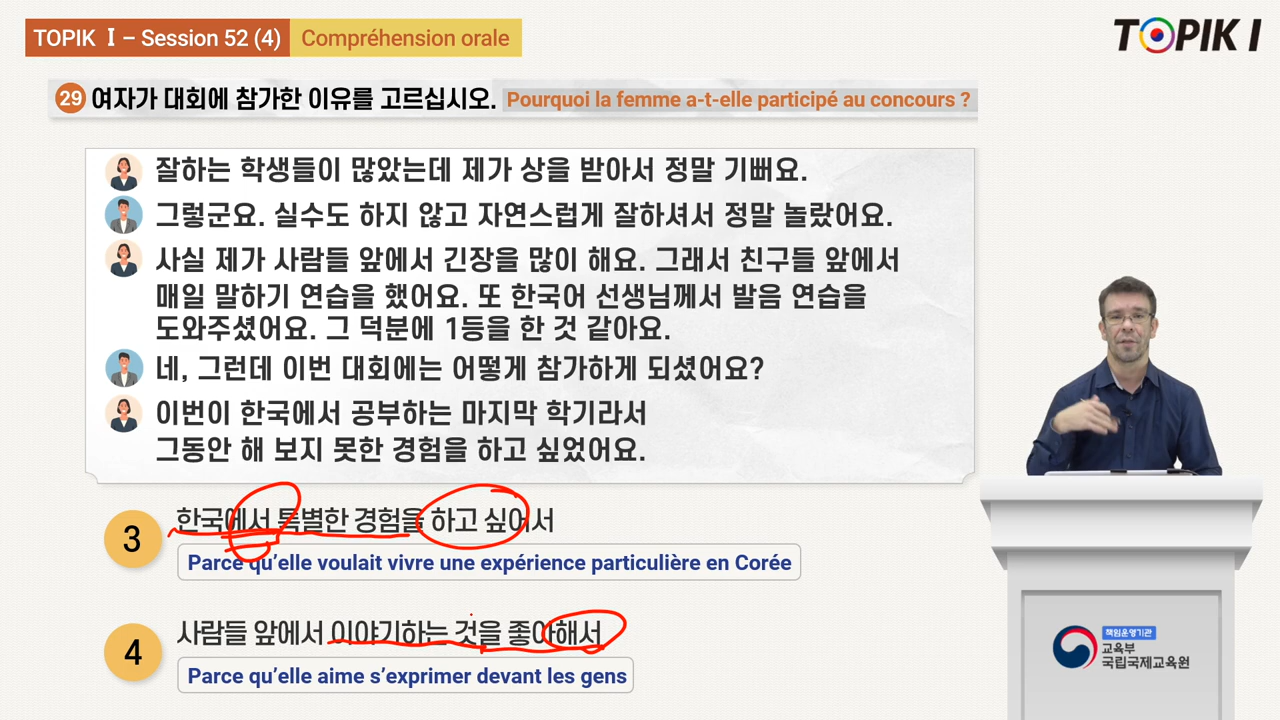 TOPIK I – Session 52 (4) Compréhension orale
TOPIK I
29 여자가 대회에 참가한 이유를 고르십시오. Pourquoi la femme a-t-elle participé au concours ?
잘하는 학생들이 많았는데 제가 상을 받아서 정말 기뻐요.
그렇군요. 실수도 하지 않고 자연스럽게 잘하셔서 정말 놀랐어요.
사실 제가 사람들 앞에서 긴장을 많이 해요. 그래서 친구들 앞에서
매일 말하기 연습을 했어요. 또 한국어 선생님께서 발음 연습을
도와주셨어요. 그 덕분에 1등을 한 것 같아요.
네, 그런데 이번 대회에는 어떻게 참가하게 되셨어요?
이번이 한국에서 공부하는 마지막 학기라서
그동안 해 보지 못한 경험을 하고 싶었어요.
3 한국에서 특별한 경험을 하고 싶어서
Parce qu'elle voulait vivre une expérience particulière en Corée
4 사람들 앞에서 이야기하는 것을 좋아해서
Parce qu'elle aime s'exprimer devant les gens
책임운영기관
교육부
국립국제교육원